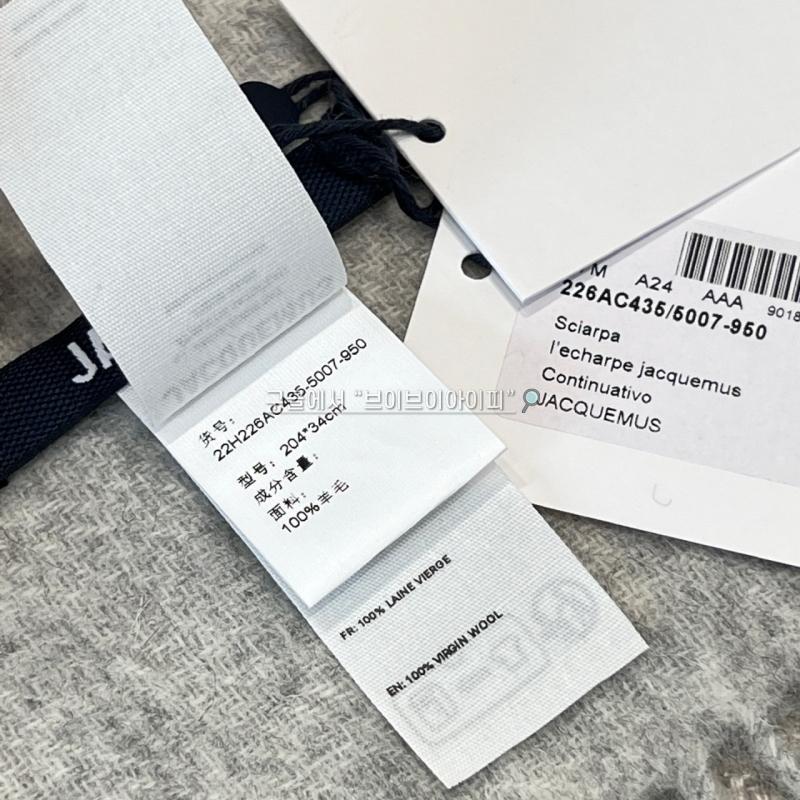 M A24 AAA 9018
226AC435/5007-950
Sciarpa
l'echarpe jacquemus
Continuativo
JACQUEMUS
JA
구글에서 "브이브이아이피"
货号:
22H226AC435-5007-950
型号: 204*34cm
成分含量:
面料:
100%羊毛
FR: 100% LAINE VIERGE
EN: 100% VIRGIN WOOL